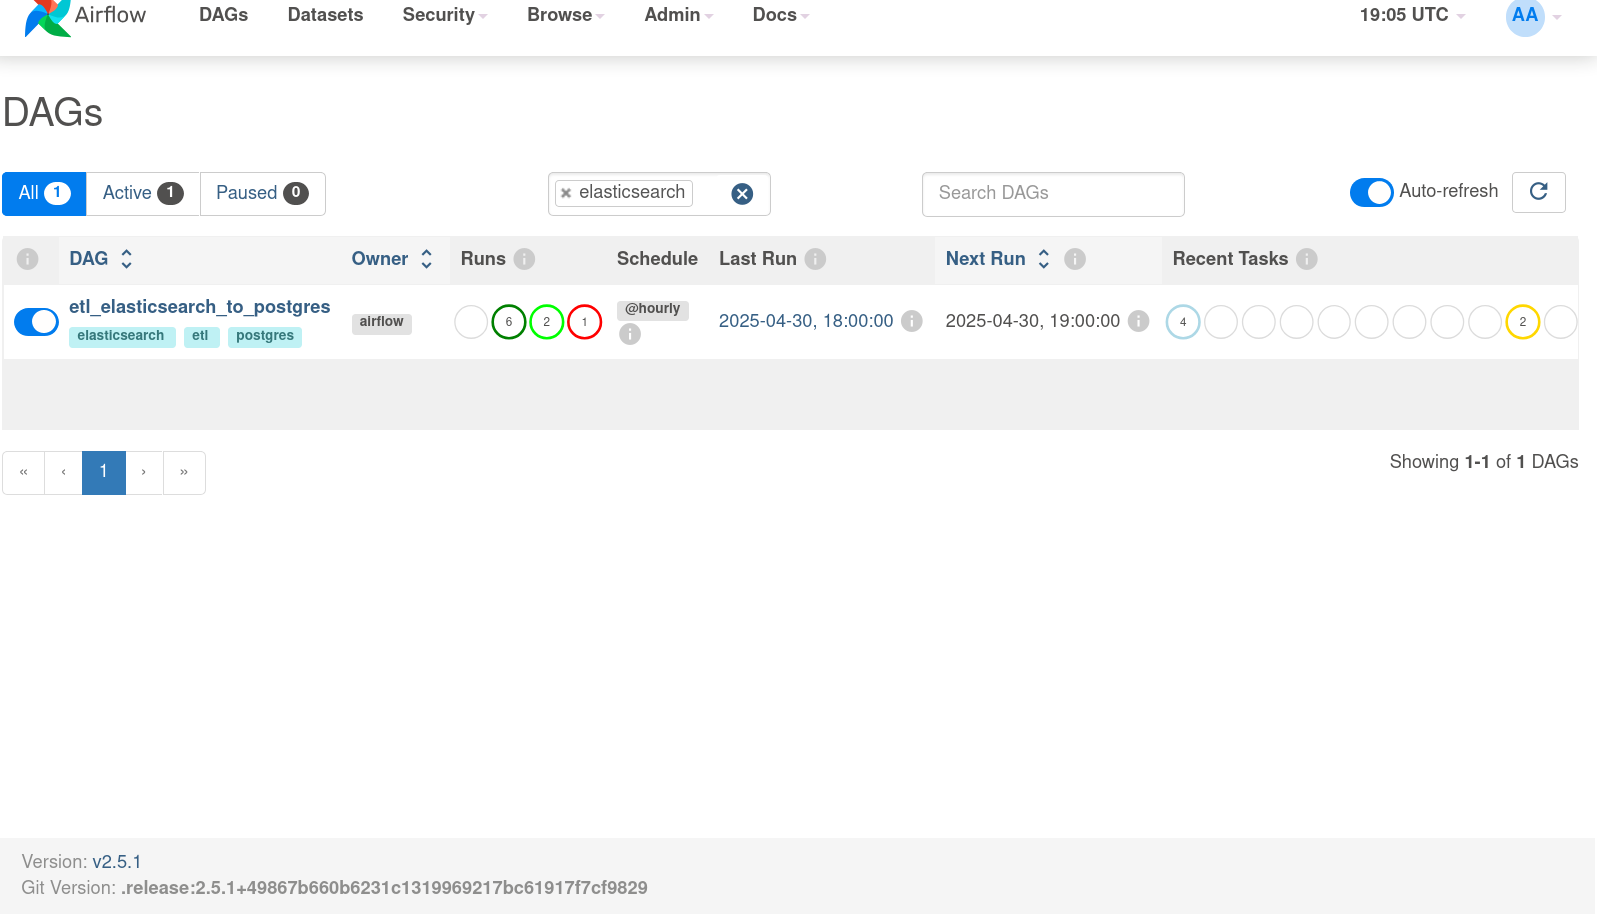 Airflow DAGs Datasets Security Browse Admin Docs 19:05 UTC AA
DAGs
All 1 Active 1 Paused 0 elasticsearch Search DAGs Auto-refresh
DAG Owner Runs Schedule Last Run Next Run Recent Tasks
etl_elasticsearch_to_postgres
elasticsearch etl postgres
airflow
6 2 1
@hourly
2025-04-30, 18:00:00
2025-04-30, 19:00:00
4 2
« ‹ 1 › »
Showing 1-1 of 1 DAGs
Version: v2.5.1
Git Version: .release:2.5.1+49867b660b6231c1319969217bc61917f7cf9829